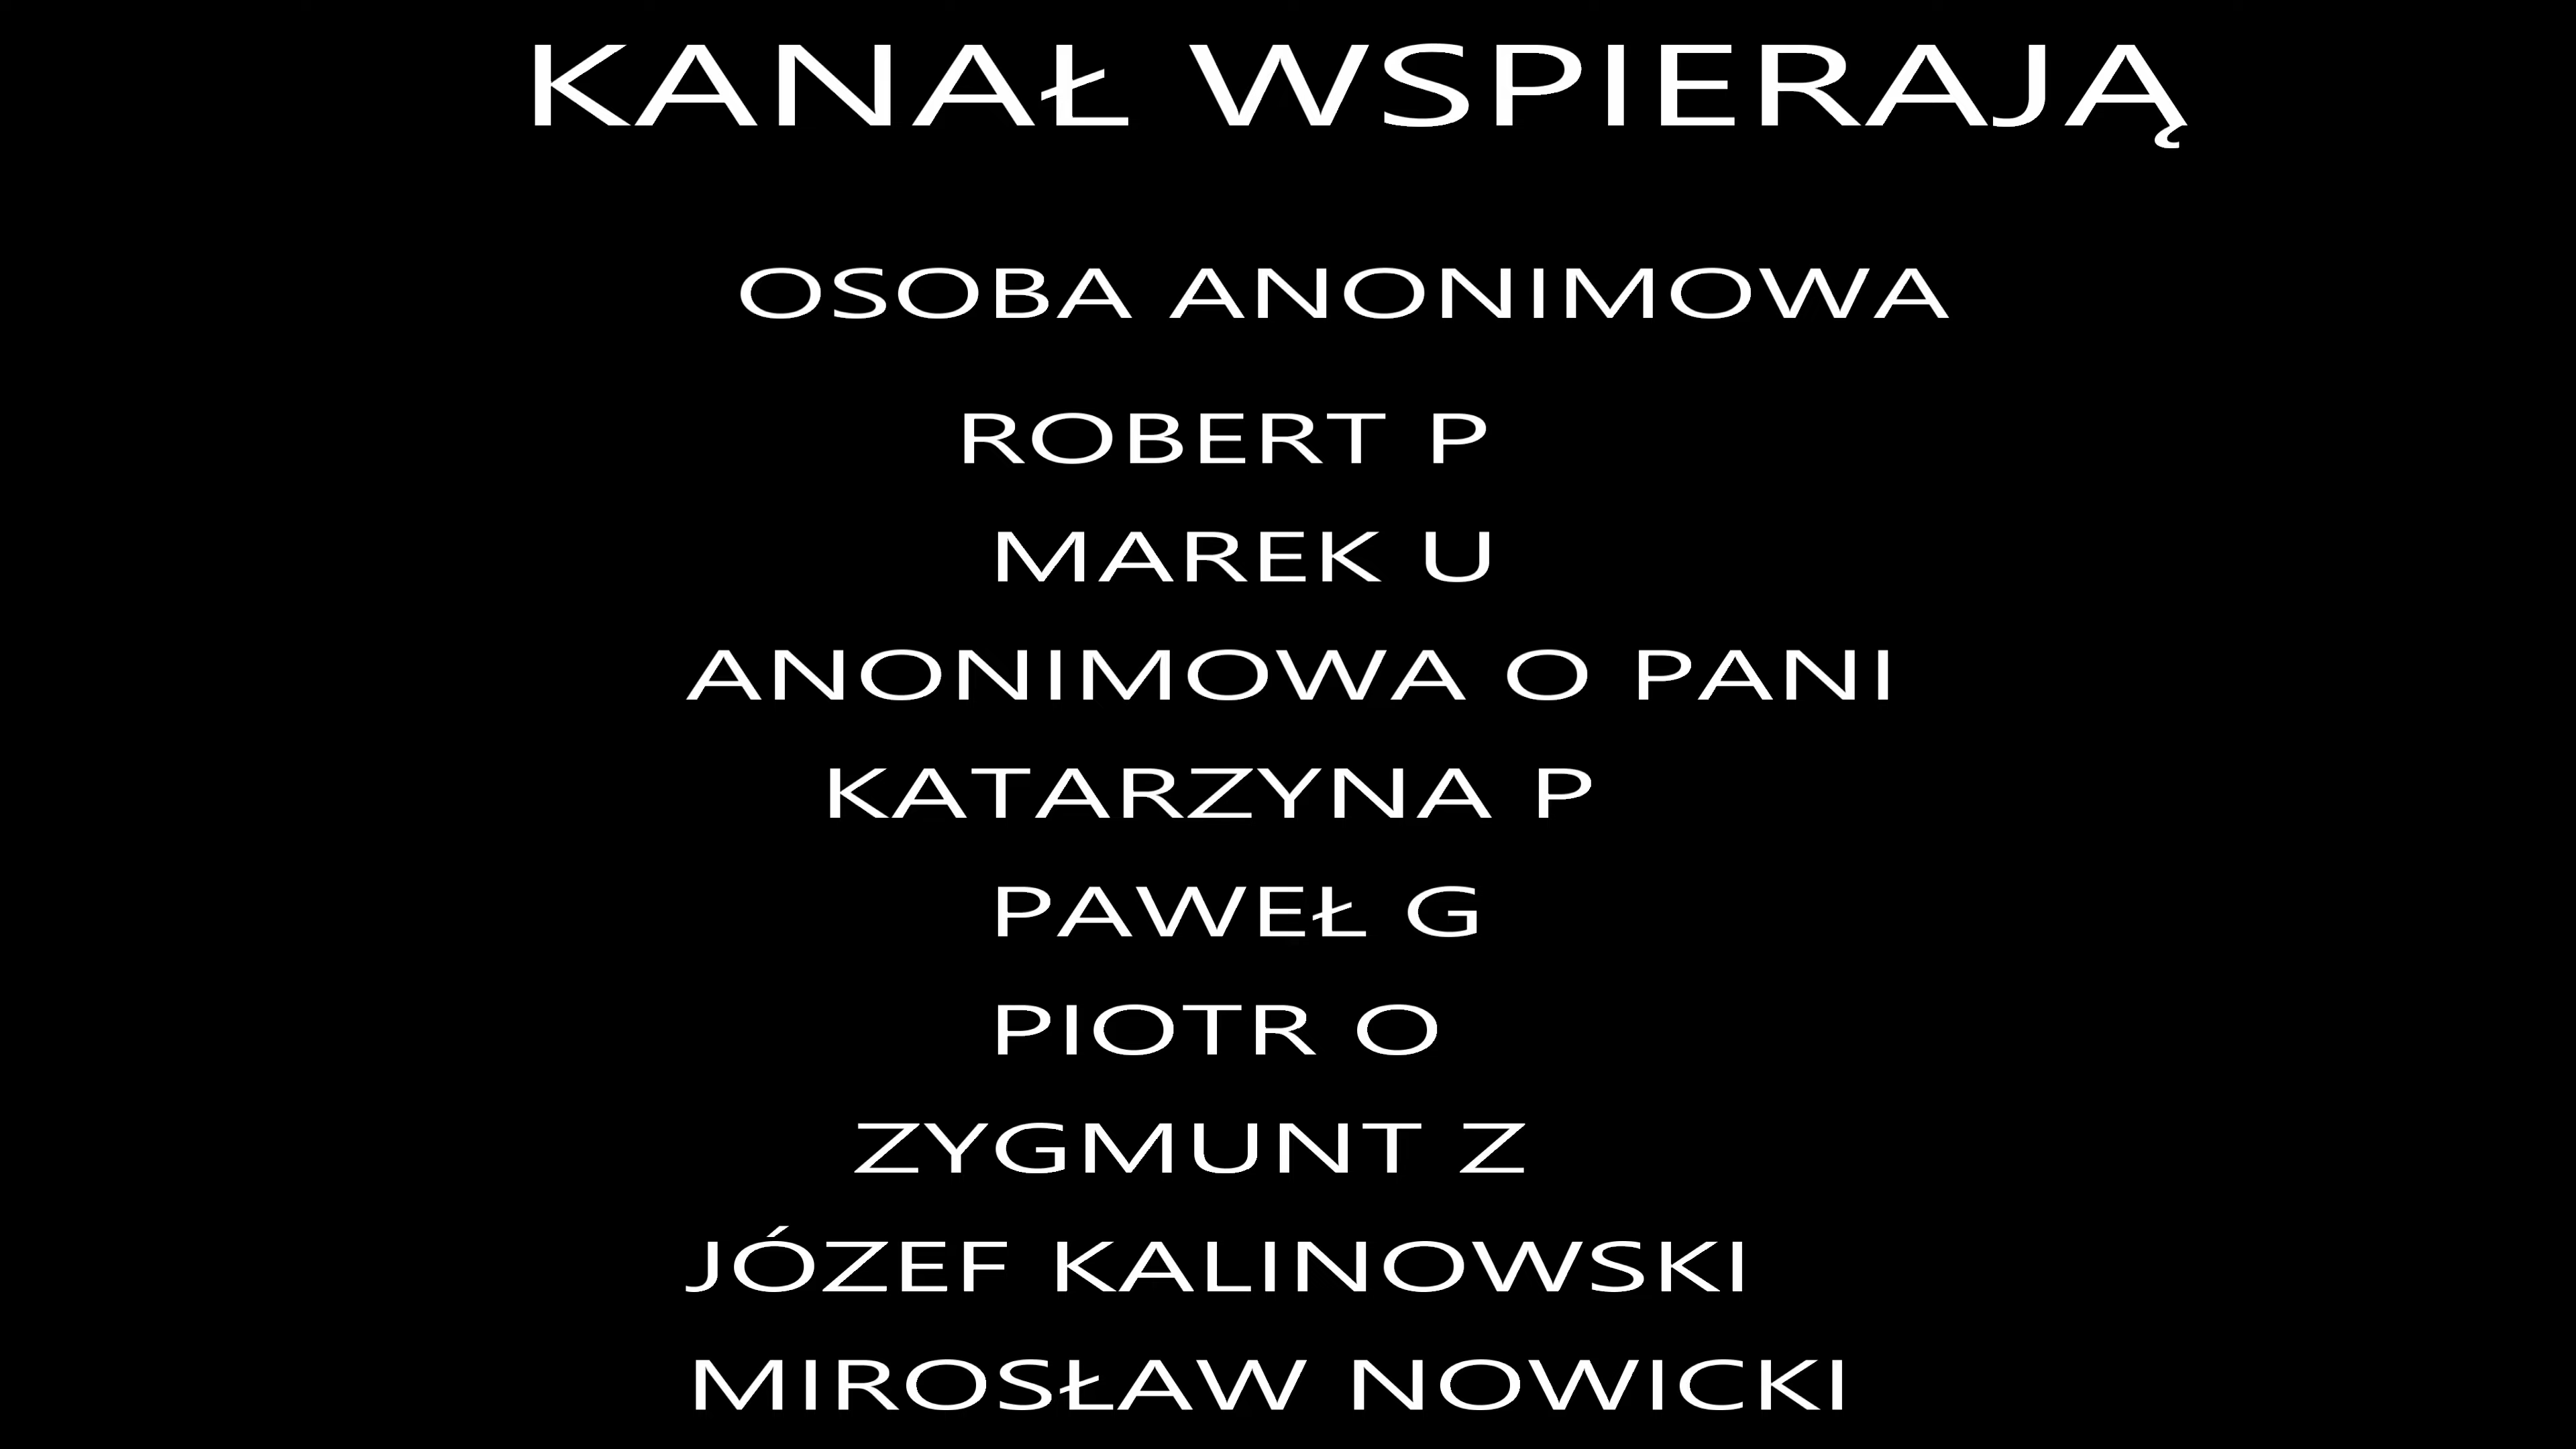 KANAŁ WSPIERAJĄ
OSOBA ANONIMOWA
ROBERT P
MAREK U
ANONIMOWA O PANI
KATARZYNA P
PAWEŁ G
PIOTR O
ZYGMUNT Z
JÓZEF KALINOWSKI
MIROSŁAW NOWICKI